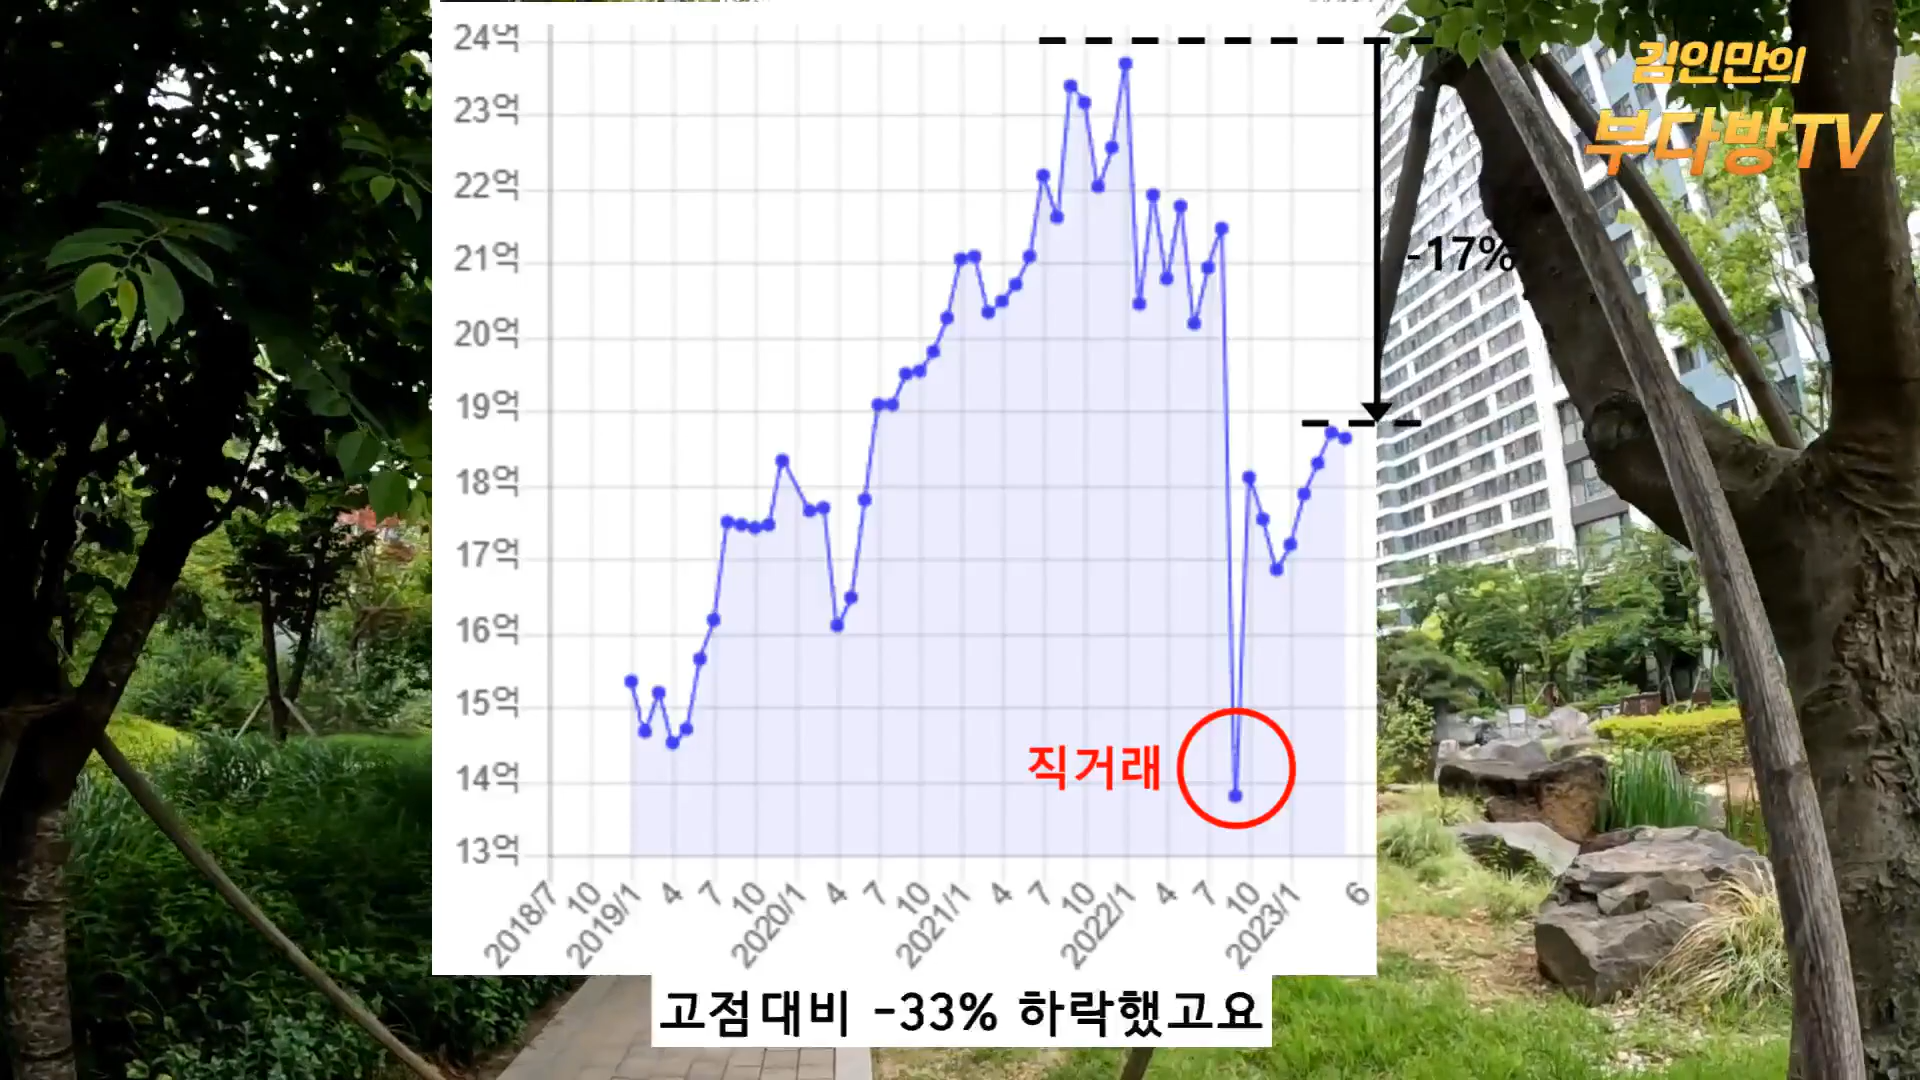 24억
23억
22억
21억
20억
19억
18억
17억
16억
15억
14억
13억
2018/7
10
2019/1
4
7
10
2020/1
4
7
10
2021/1
4
7
10
2022/1
4
7
10
2023/1
6
-17%
직거래
김인만의
부다방TV
고점대비 -33% 하락했고요